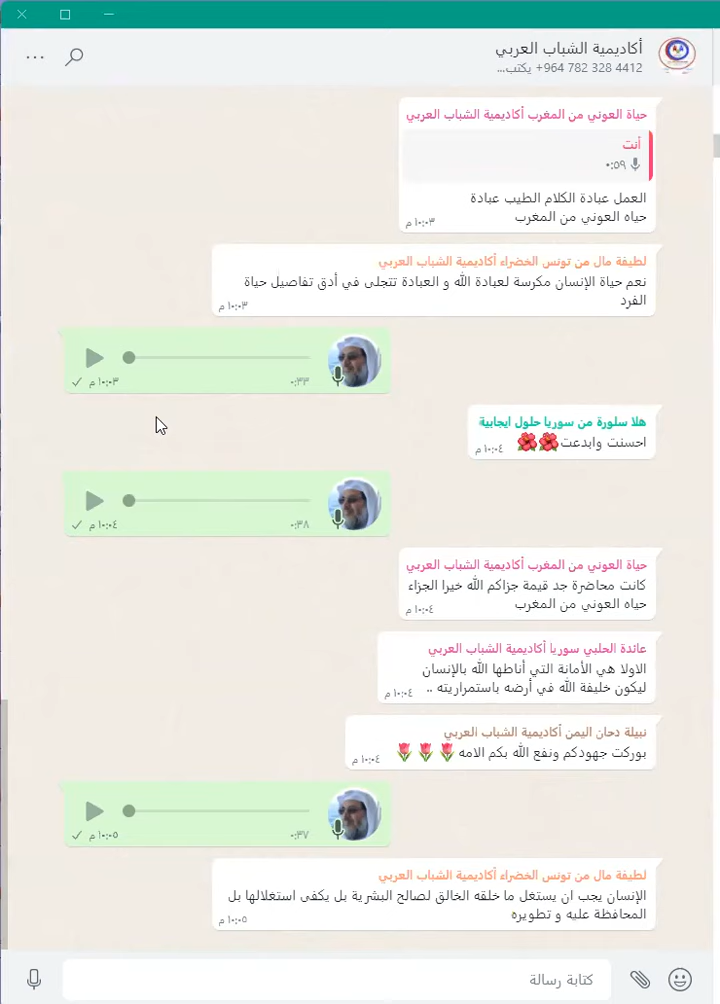 أكاديمية الشباب العربي
+964 782 328 4412 يكتب...
حياة العوني من المغرب أكاديمية الشباب العربي
أنت
٠:٥٩
العمل عبادة الكلام الطيب عبادة
حياه العوني من المغرب
١٠:٠٣ م
لطيفة مال من تونس الخضراء أكاديمية الشباب العربي
نعم حياة الإنسان مكرسة لعبادة الله و العبادة تتجلى في أدق تفاصيل حياة
الفرد
١٠:٠٣ م
٠:٣٣
١٠:٠٣ م
هلا سلورة من سوريا حلول ايجابية
احسنت وابدعت🌺🌺
١٠:٠٤ م
٠:٣٨
١٠:٠٤ م
حياة العوني من المغرب أكاديمية الشباب العربي
كانت محاضرة جد قيمة جزاكم الله خيرا الجزاء
حياه العوني من المغرب
١٠:٠٤ م
عائدة الحلبي سوريا أكاديمية الشباب العربي
الاولا هي الأمانة التي أناطها الله بالإنسان
ليكون خليفة الله في أرضه باستمراريته ..
١٠:٠٤ م
نبيلة دحان اليمن أكاديمية الشباب العربي
بوركت جهودكم ونفع الله بكم الامه🌷🌷🌷
١٠:٠٤ م
٠:٣٧
١٠:٠٥ م
لطيفة مال من تونس الخضراء أكاديمية الشباب العربي
الإنسان يجب ان يستغل ما خلقه الخالق لصالح البشرية بل يكفى استغلالها بل
المحافظة عليه و تطويره
١٠:٠٥ م
كتابة رسالة